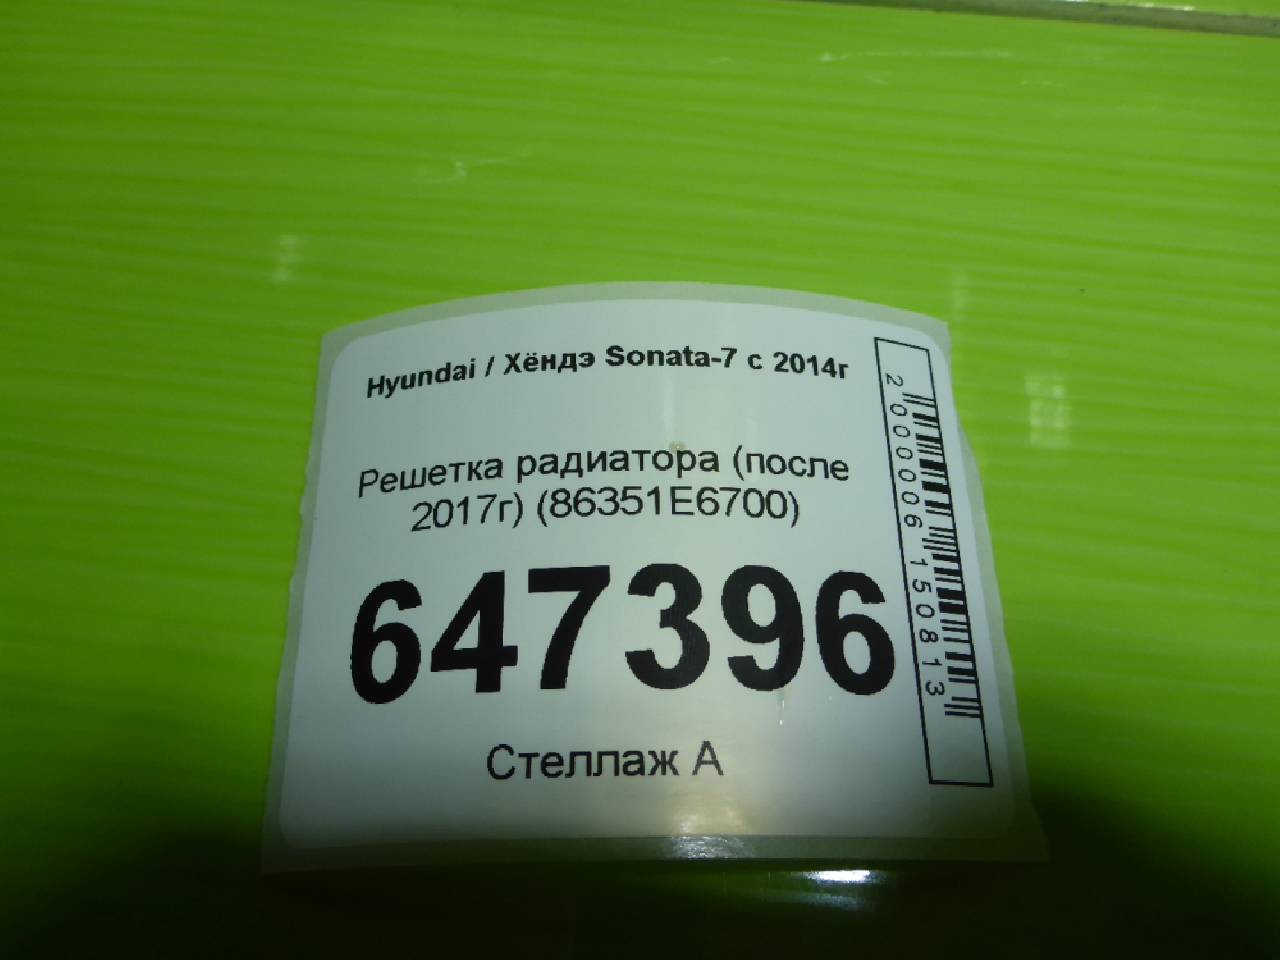 Hyundai / Хёндэ Sonata-7 с 2014г
Решетка радиатора (после
2017г) (86351E6700)
647396
Стеллаж А
2000006150813